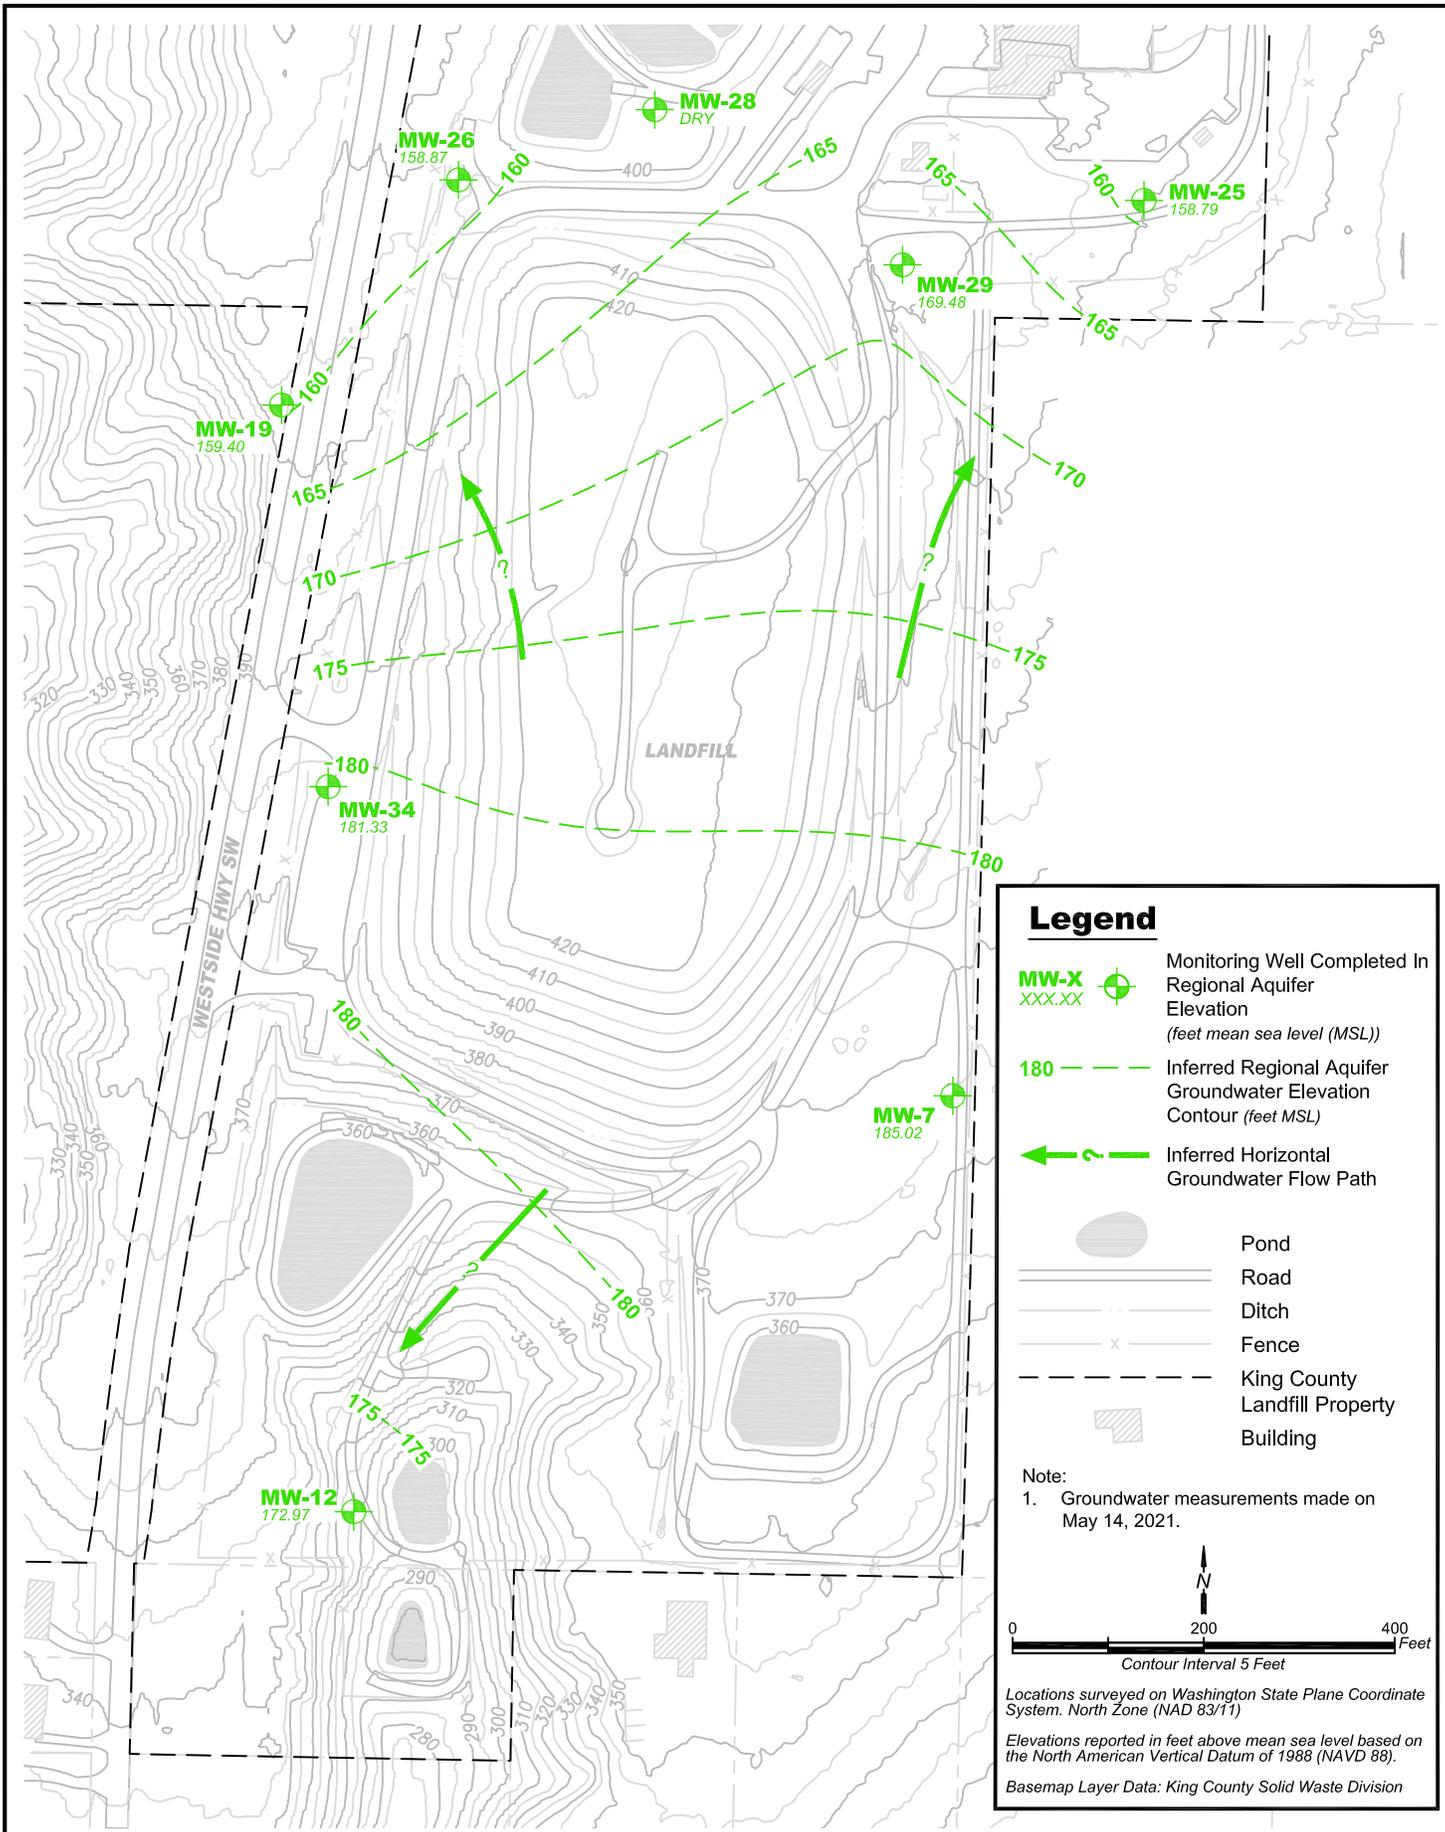 MW-28
DRY
MW-26
158.87
160
400
165
165
160
MW-25
158.79
MW-29
169.48
410
420
165
160
MW-19
159.40
165
170
170
175
175
320
330
340
350
360
370
380
390
LANDFILL
180
MW-34
181.33
180
WESTSIDE HWY SW
420
410
400
390
380
370
360
360
180
370
330
340
350
360
MW-7
185.02
180
370
370
360
360
350
340
330
320
310
300
175
175
MW-12
172.97
290
340
280
290
300
310
320
330
340
350
Legend
MW-X
XXX.XX
Monitoring Well Completed In
Regional Aquifer
Elevation
(feet mean sea level (MSL))
180
Inferred Regional Aquifer
Groundwater Elevation
Contour (feet MSL)
?
Inferred Horizontal
Groundwater Flow Path
Pond
Road
Ditch
Fence
King County
Landfill Property
Building
Note:
1. Groundwater measurements made on
May 14, 2021.
N
0 200 400
Feet
Contour Interval 5 Feet
Locations surveyed on Washington State Plane Coordinate
System. North Zone (NAD 83/11)
Elevations reported in feet above mean sea level based on
the North American Vertical Datum of 1988 (NAVD 88).
Basemap Layer Data: King County Solid Waste Division